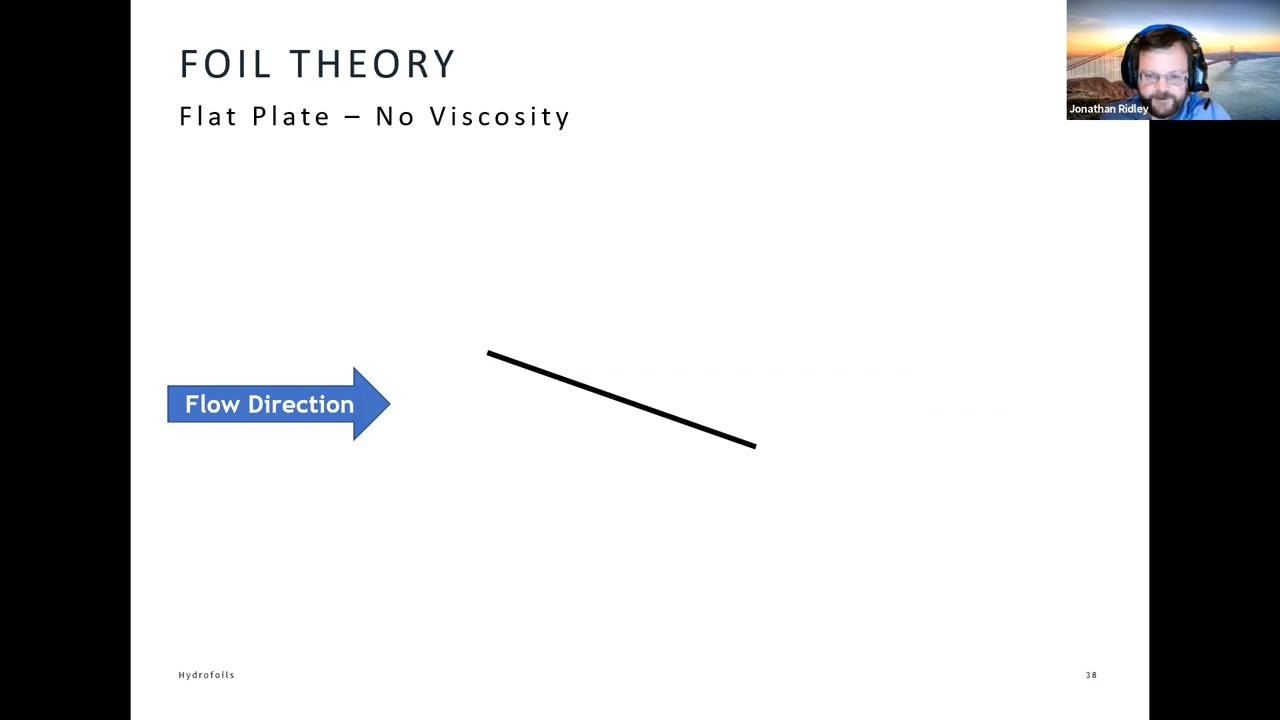 FOIL THEORY
Flat Plate – No Viscosity
Jonathan Ridley
Flow Direction
Hydrofoils
38